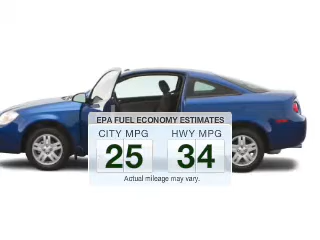 EPA FUEL ECONOMY ESTIMATES
CITY MPG HWY MPG
25 34
Actual mileage may vary.